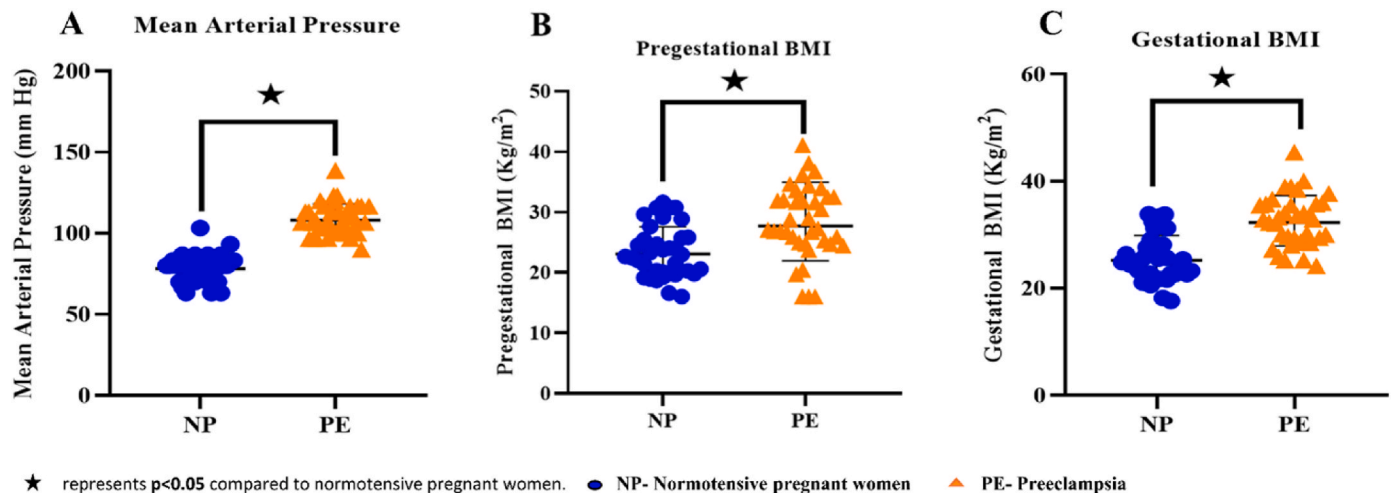 A Mean Arterial Pressure
Mean Arterial Pressure (mm Hg)
200
150
100
50
0
NP PE
B Pregestational BMI
Pregestational BMI (Kg/m²)
50
40
30
20
10
0
NP PE
C Gestational BMI
Gestational BMI (Kg/m²)
60
40
20
0
NP PE
★ represents p<0.05 compared to normotensive pregnant women. NP- Normotensive pregnant women PE- Preeclampsia